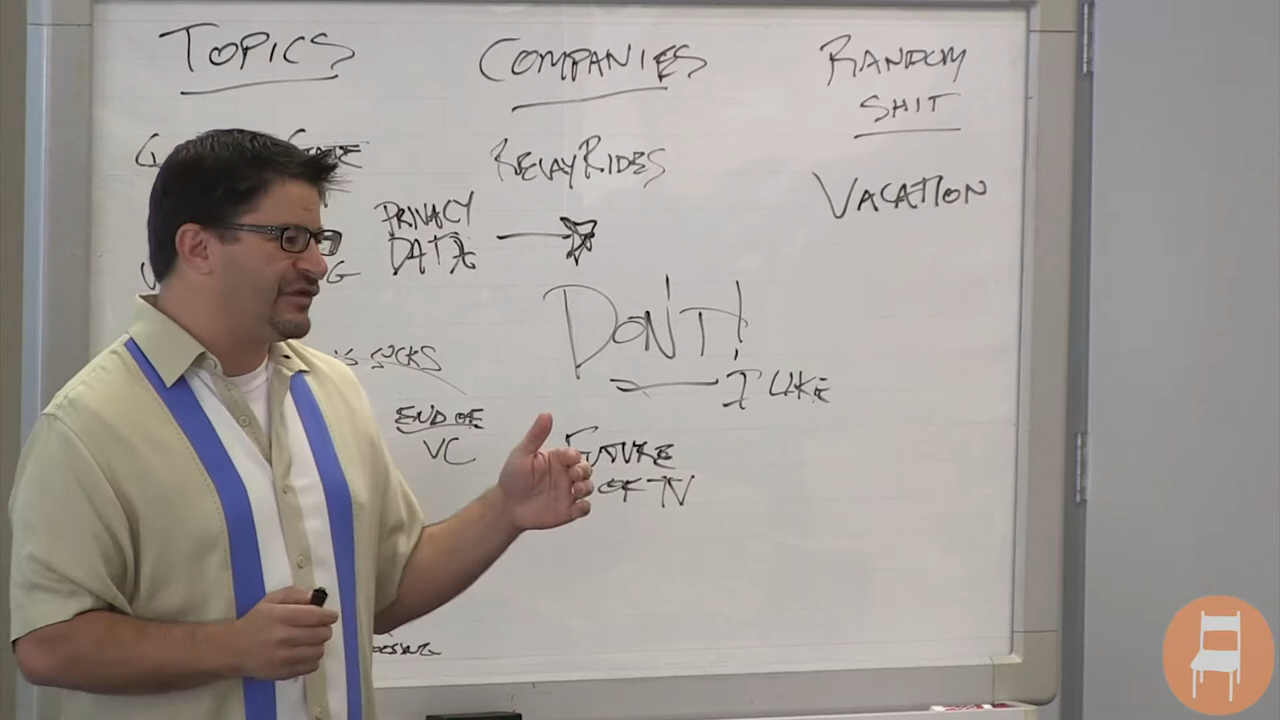 TOPICS
COMPANIES
RANDOM
SHIT
RELAYRIDES
VACATION
PRIVACY
DATA
DON'T!
I LIKE
SUCKS
END OF
VC
FUTURE
OF TV